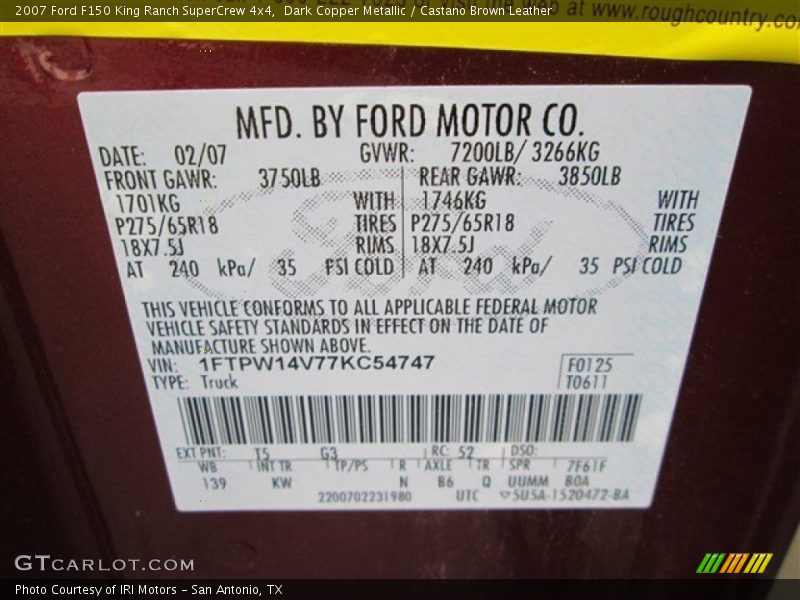 2007 Ford F150 King Ranch SuperCrew 4x4, Dark Copper Metallic / Castano Brown Leather
at www.roughcountry.co
MFD. BY FORD MOTOR CO.
DATE: 02/07 GVWR: 7200LB/ 3266KG
FRONT GAWR: 3750LB REAR GAWR: 3850LB
1701KG WITH 1746KG WITH
P275/65R18 TIRES P275/65R18 TIRES
18X7.5J RIMS 18X7.5J RIMS
AT 240 kPa/ 35 PSI COLD AT 240 kPa/ 35 PSI COLD
THIS VEHICLE CONFORMS TO ALL APPLICABLE FEDERAL MOTOR
VEHICLE SAFETY STANDARDS IN EFFECT ON THE DATE OF
MANUFACTURE SHOWN ABOVE.
VIN: 1FTPW14V77KC54747 F0125
TYPE: Truck T0611
EXT PNT: T5 G3 RC: 52 DSO:
WB INT TR TP/PS R AXLE TR SPR 7F61F
139 KW N B6 Q UUMM BOA
2200702231980 UTC 5U5A-1520472-BA
GTCARLOT.COM
Photo Courtesy of IRI Motors - San Antonio, TX